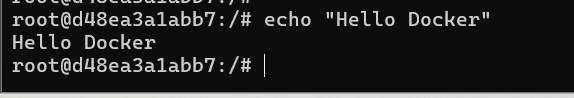 root@d48ea3a1abb7:/# echo "Hello Docker"
Hello Docker
root@d48ea3a1abb7:/#